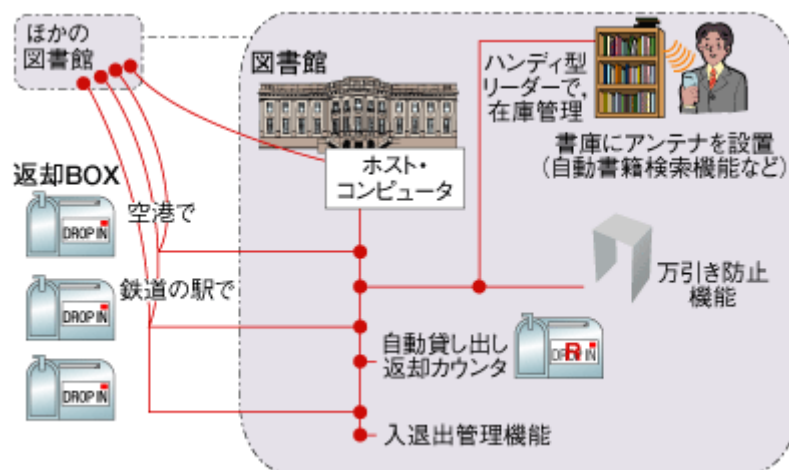 ほかの
図書館
図書館
ハンディ型
リーダーで,
在庫管理
書庫にアンテナを設置
(自動書籍検索機能など)
ホスト・
コンピュータ
返却BOX
空港で
DROP IN
鉄道の駅で
DROP IN
DROP IN
万引き防止
機能
自動貸し出し
返却カウンタ
R
入退出管理機能